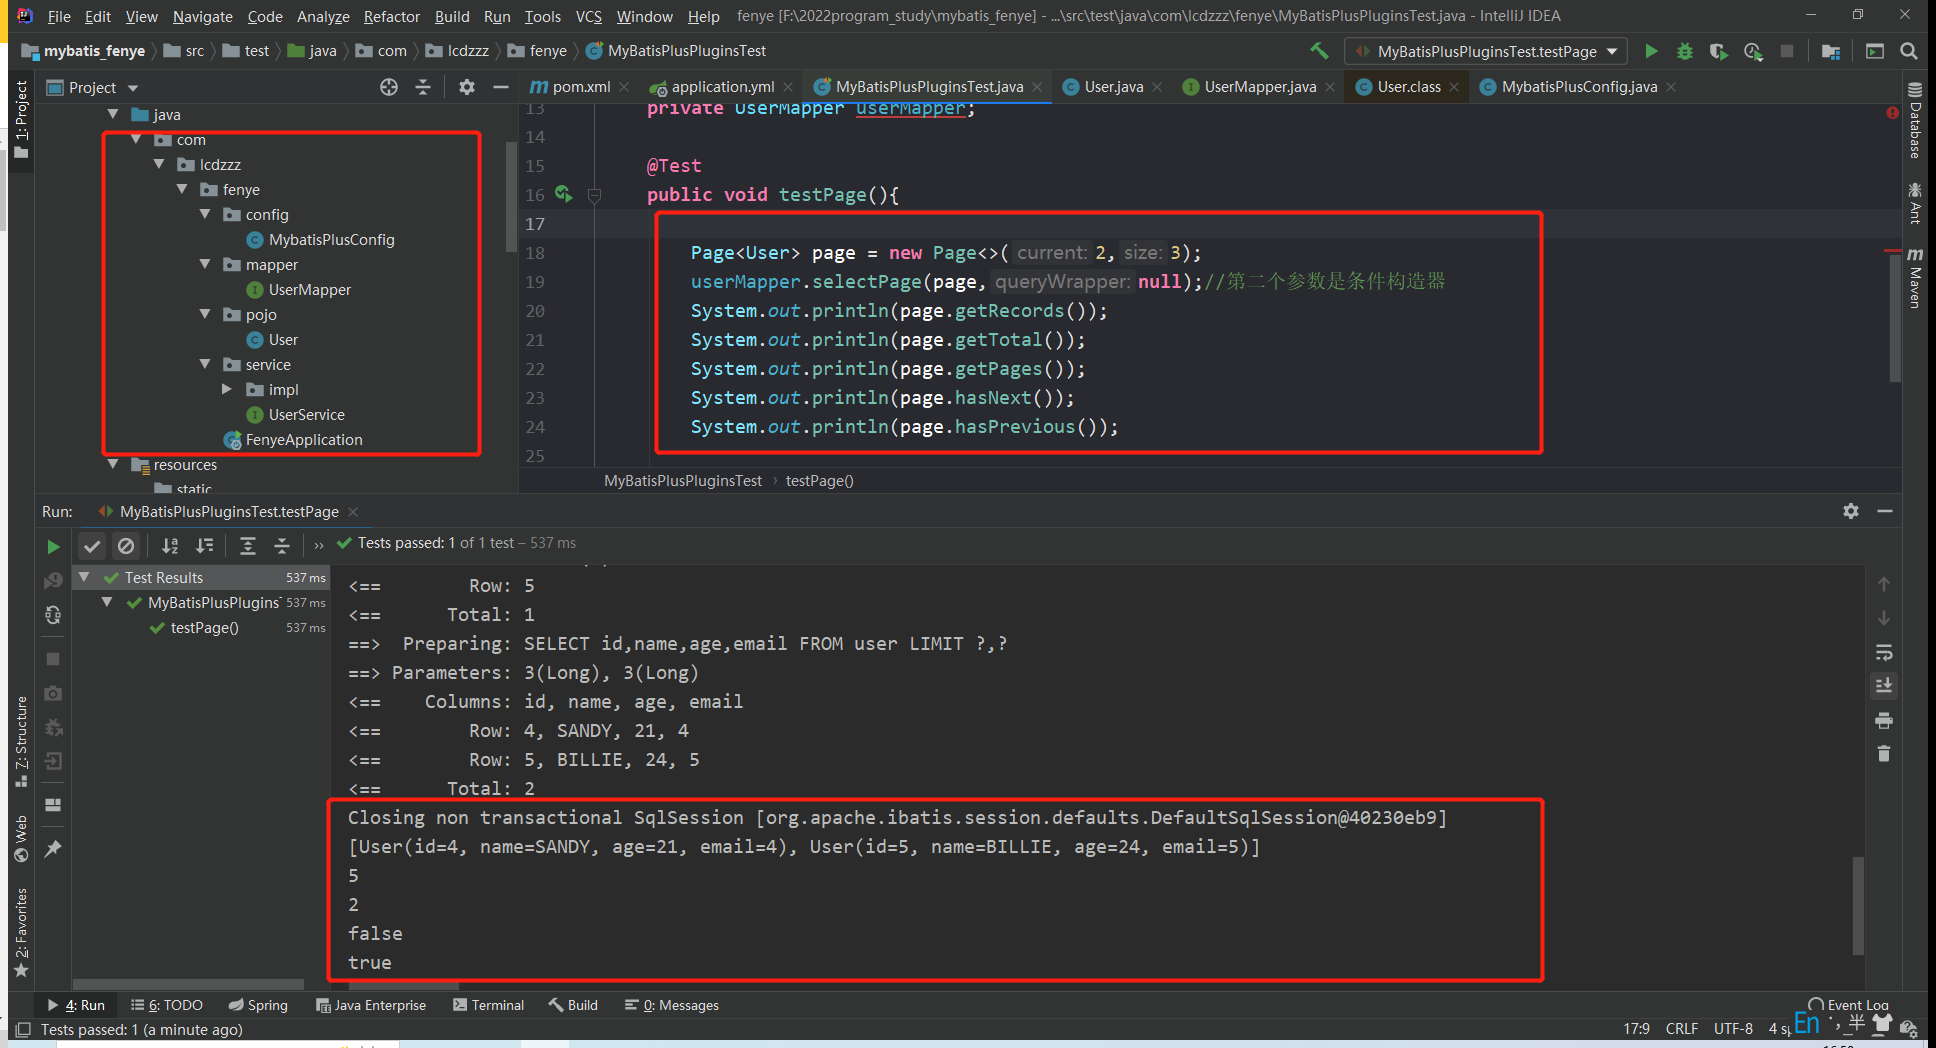 File Edit View Navigate Code Analyze Refactor Build Run Tools VCS Window Help fenye [F:\2022program_study\mybatis_fenye] - ...\src\test\java\com\lcdzzz\fenye\MyBatisPlusPluginsTest.java - IntelliJ IDEA
mybatis_fenye src test java com lcdzzz fenye MyBatisPlusPluginsTest MyBatisPlusPluginsTest.testPage
Project pom.xml application.yml MyBatisPlusPluginsTest.java User.java UserMapper.java User.class MybatisPlusConfig.java
1: Project
java
com
lcdzzz
fenye
config
MybatisPlusConfig
mapper
UserMapper
pojo
User
service
impl
UserService
FenyeApplication
resources
static
13 private UserMapper userMapper;
14
15 @Test
16 public void testPage(){
17
18 Page<User> page = new Page<>( current: 2, size: 3);
19 userMapper.selectPage(page, queryWrapper: null);//第二个参数是条件构造器
20 System.out.println(page.getRecords());
21 System.out.println(page.getTotal());
22 System.out.println(page.getPages());
23 System.out.println(page.hasNext());
24 System.out.println(page.hasPrevious());
25
MyBatisPlusPluginsTest › testPage()
Database
Ant
Maven
Run: MyBatisPlusPluginsTest.testPage
» Tests passed: 1 of 1 test – 537 ms
Test Results 537 ms
MyBatisPlusPlugins 537 ms
testPage() 537 ms
<== Row: 5
<== Total: 1
==> Preparing: SELECT id,name,age,email FROM user LIMIT ?,?
==> Parameters: 3(Long), 3(Long)
<== Columns: id, name, age, email
<== Row: 4, SANDY, 21, 4
<== Row: 5, BILLIE, 24, 5
<== Total: 2
Closing non transactional SqlSession [org.apache.ibatis.session.defaults.DefaultSqlSession@40230eb9]
[User(id=4, name=SANDY, age=21, email=4), User(id=5, name=BILLIE, age=24, email=5)]
5
2
false
true
7: Structure
Web
2: Favorites
4: Run 6: TODO Spring Java Enterprise Terminal Build 0: Messages Event Log
Tests passed: 1 (a minute ago) 17:9 CRLF UTF-8 4 sp En 半